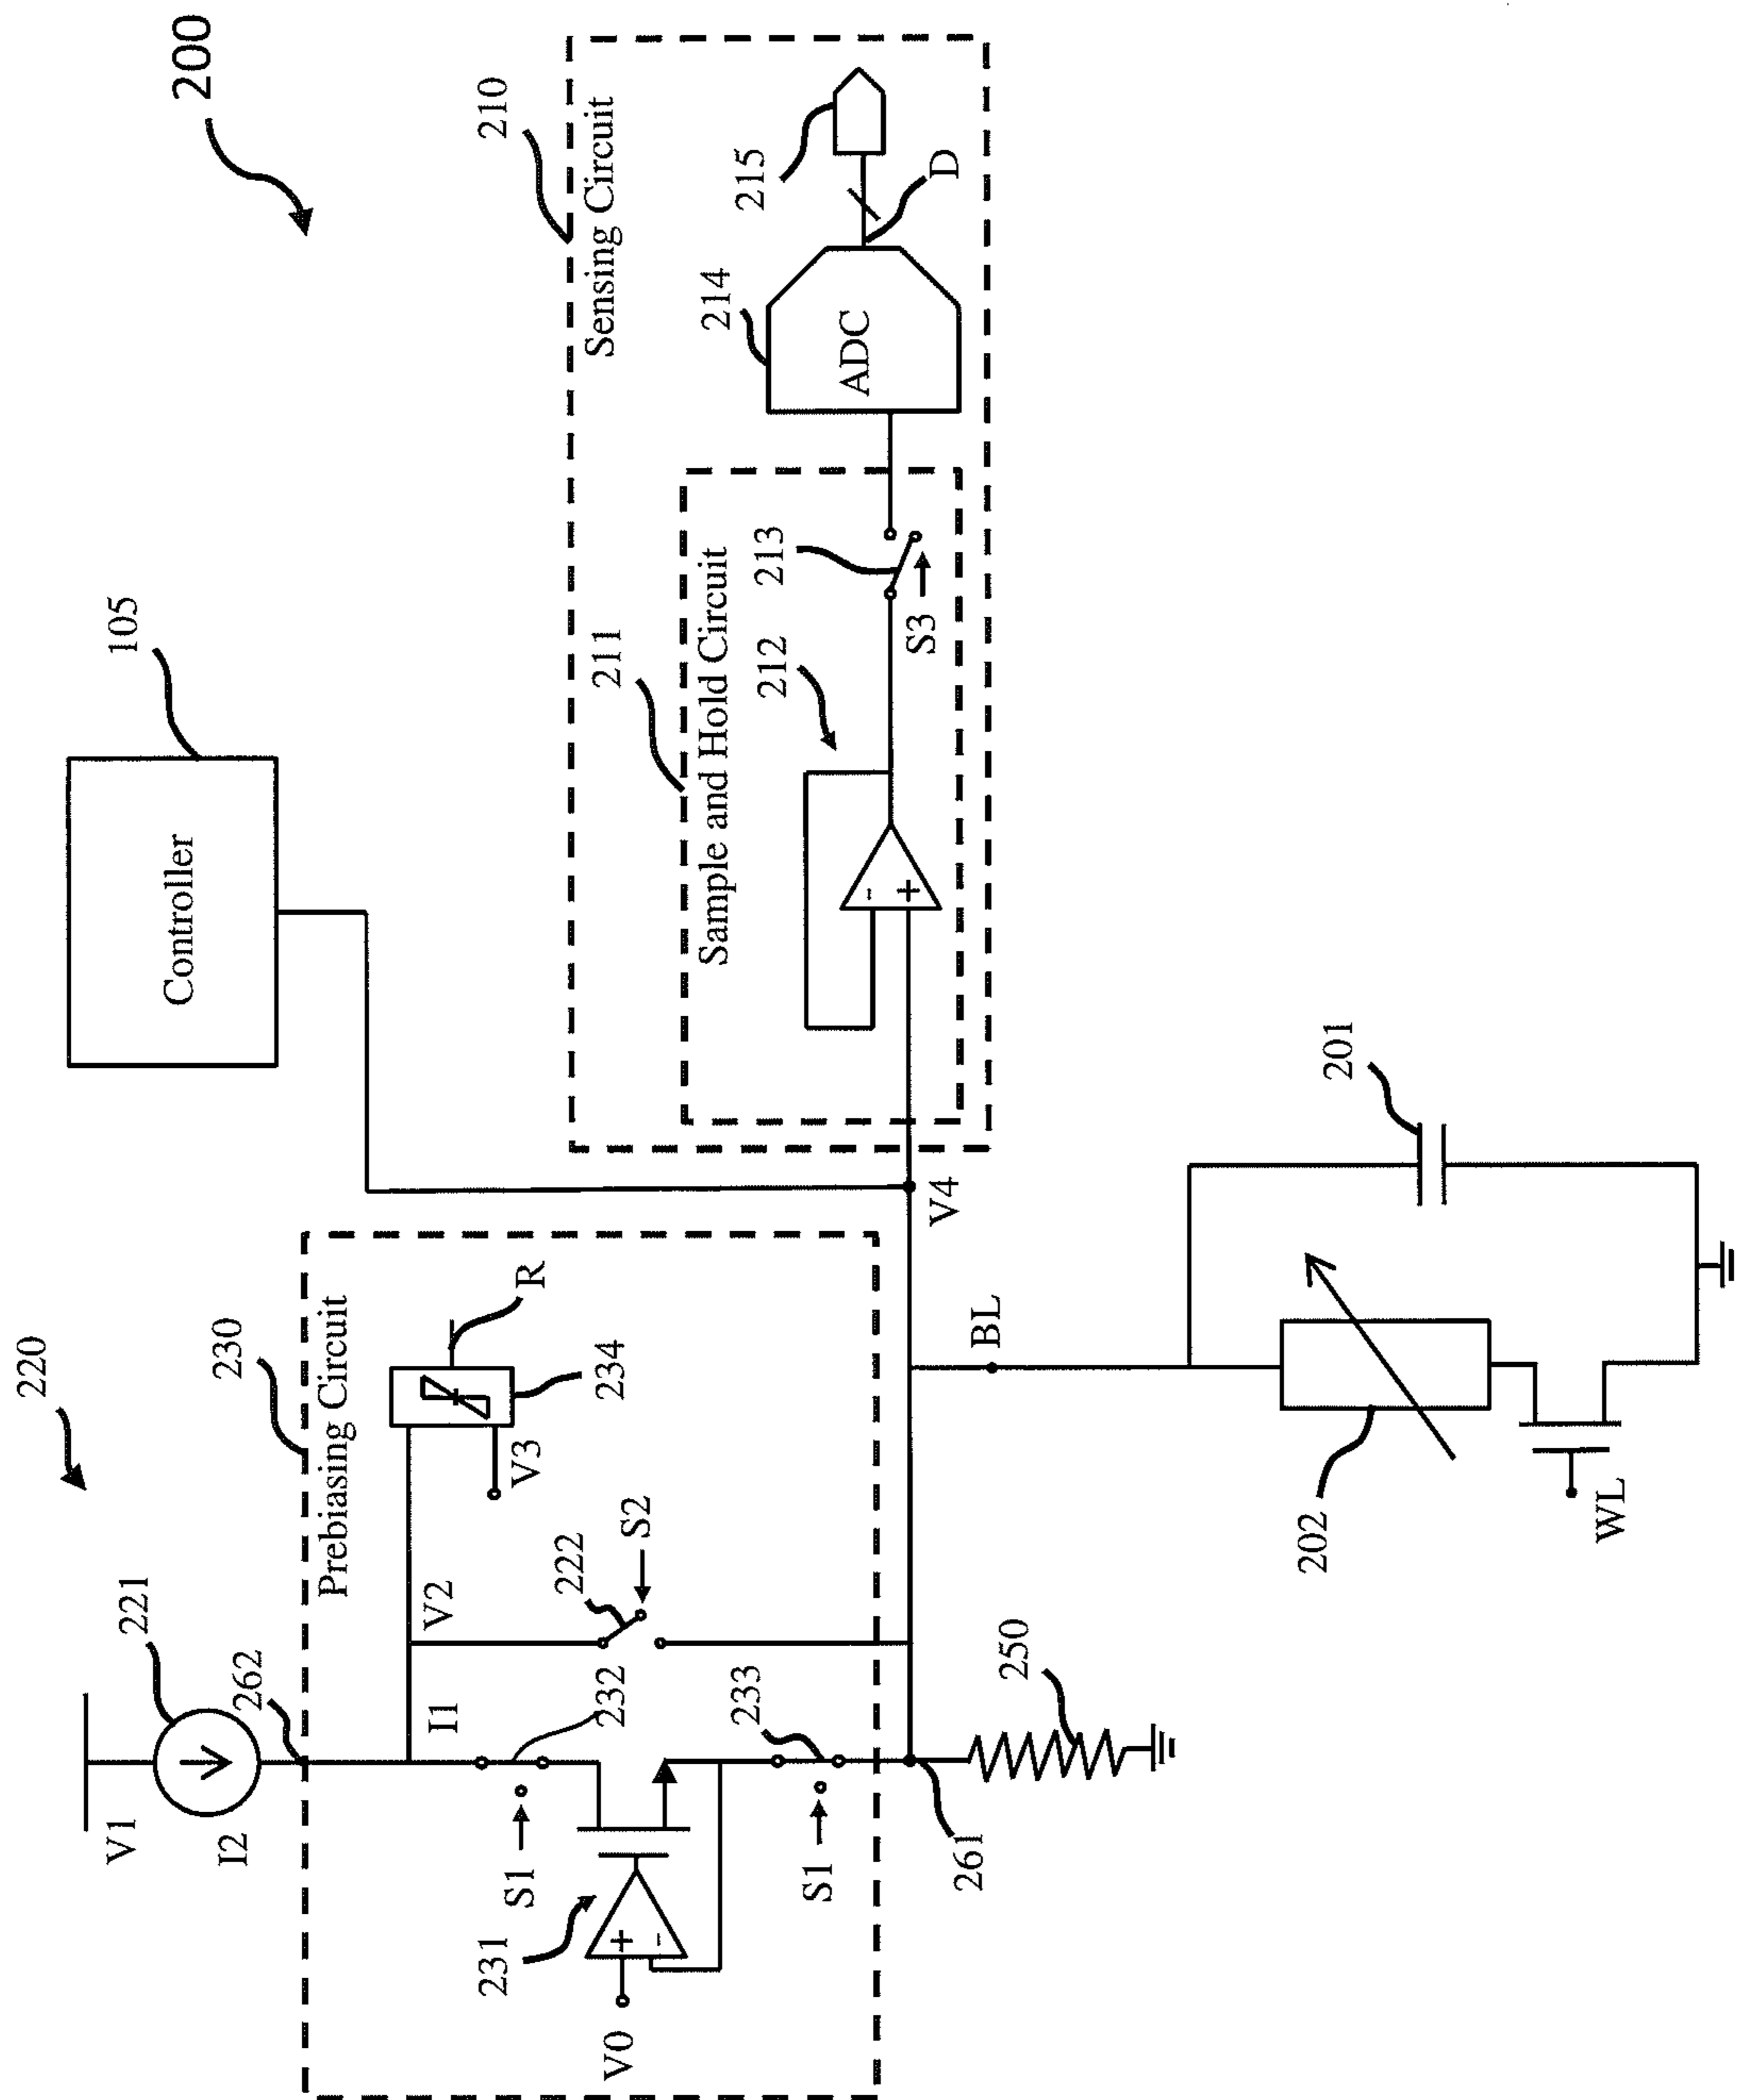 200
220
V1
221
I2
262
230
Prebiasing Circuit
I1
V2
R
234
V3
S1
232
222
S2
231
+
-
V0
S1
233
261
250
105
Controller
210
Sensing Circuit
211
Sample and Hold Circuit
212
-
+
213
S3
214
ADC
215
D
V4
BL
201
202
WL